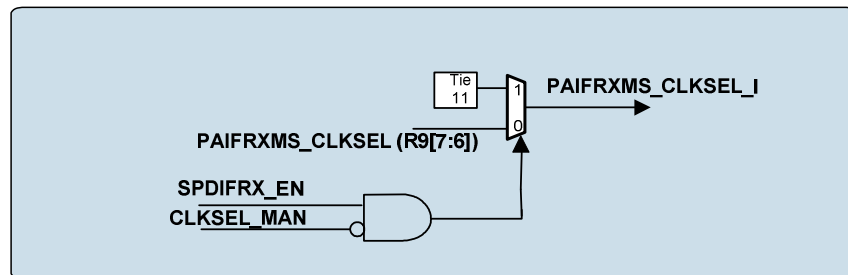 Tie
11
1
PAIFRXMS_CLKSEL_I
0
PAIFRXMS_CLKSEL (R9[7:6])
SPDIFRX_EN
CLKSEL_MAN